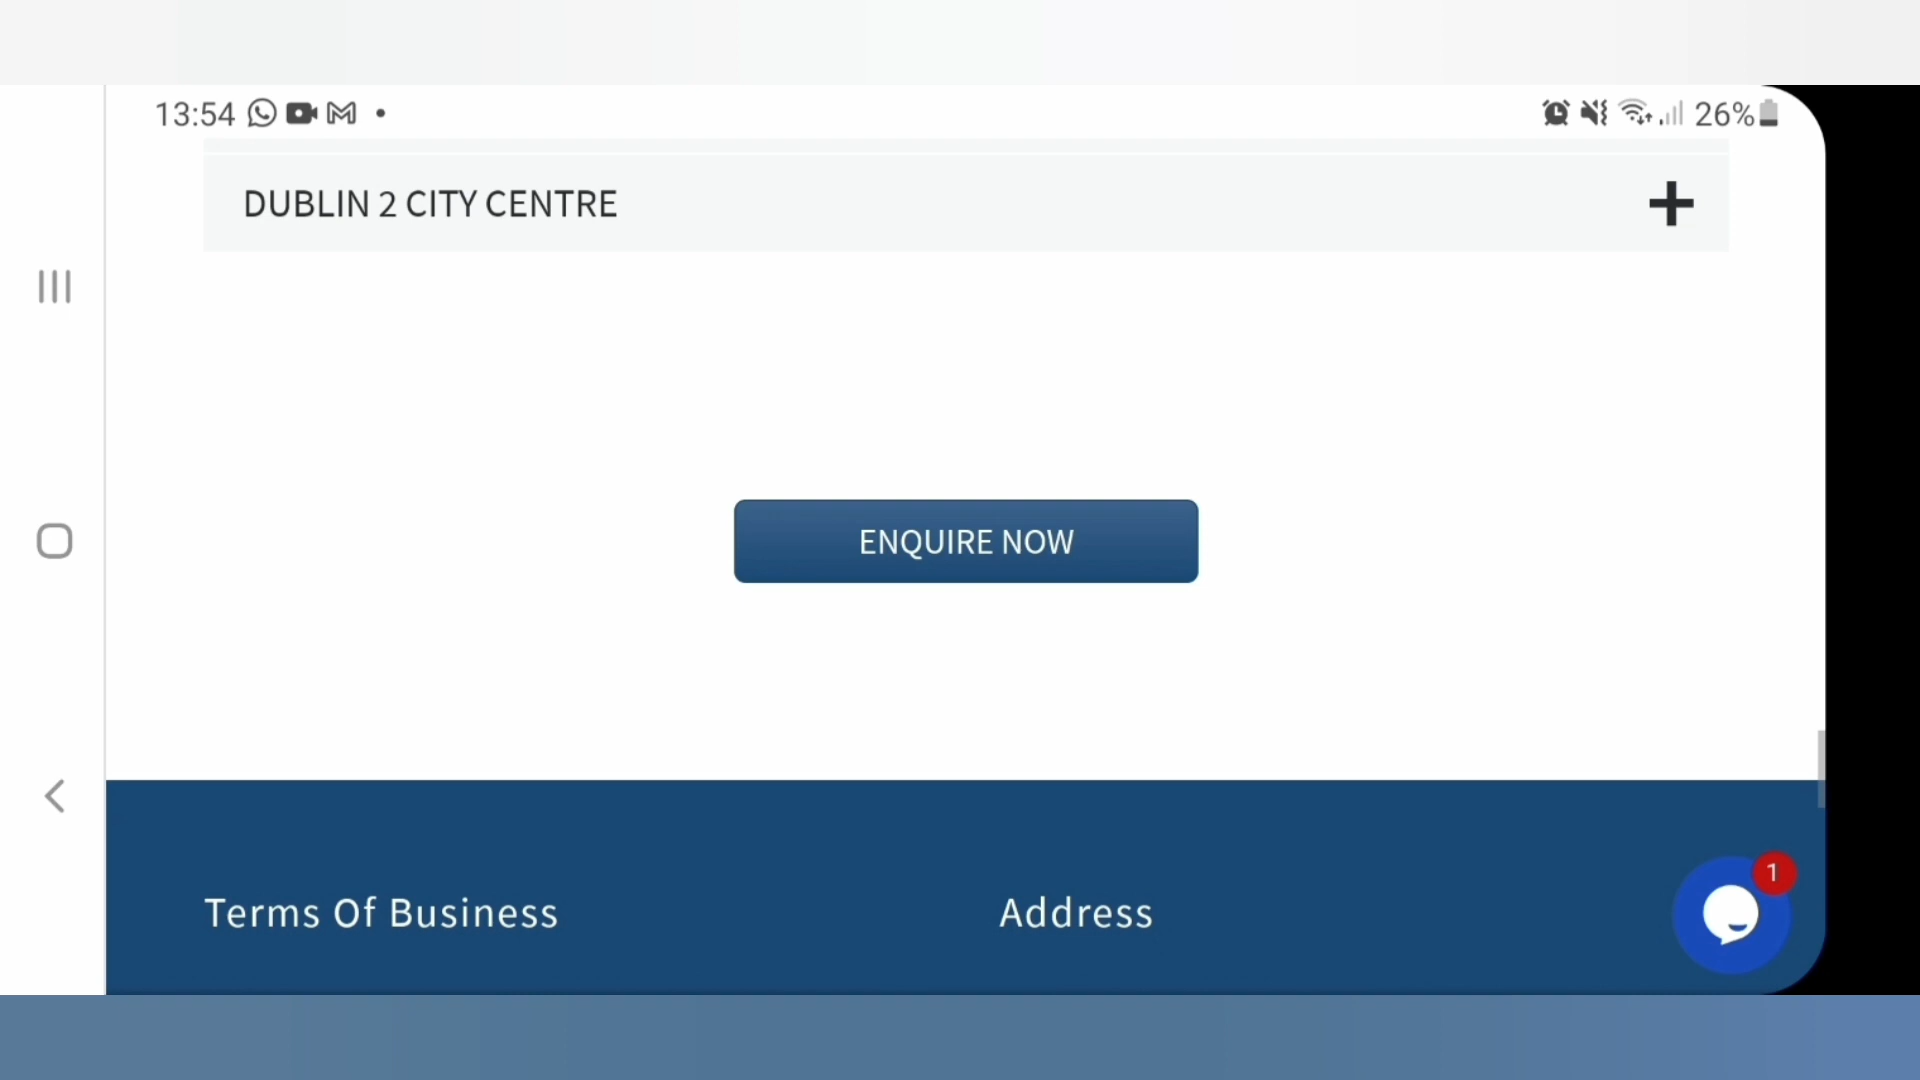 13:54
26%
DUBLIN 2 CITY CENTRE
ENQUIRE NOW
Terms Of Business
Address
1